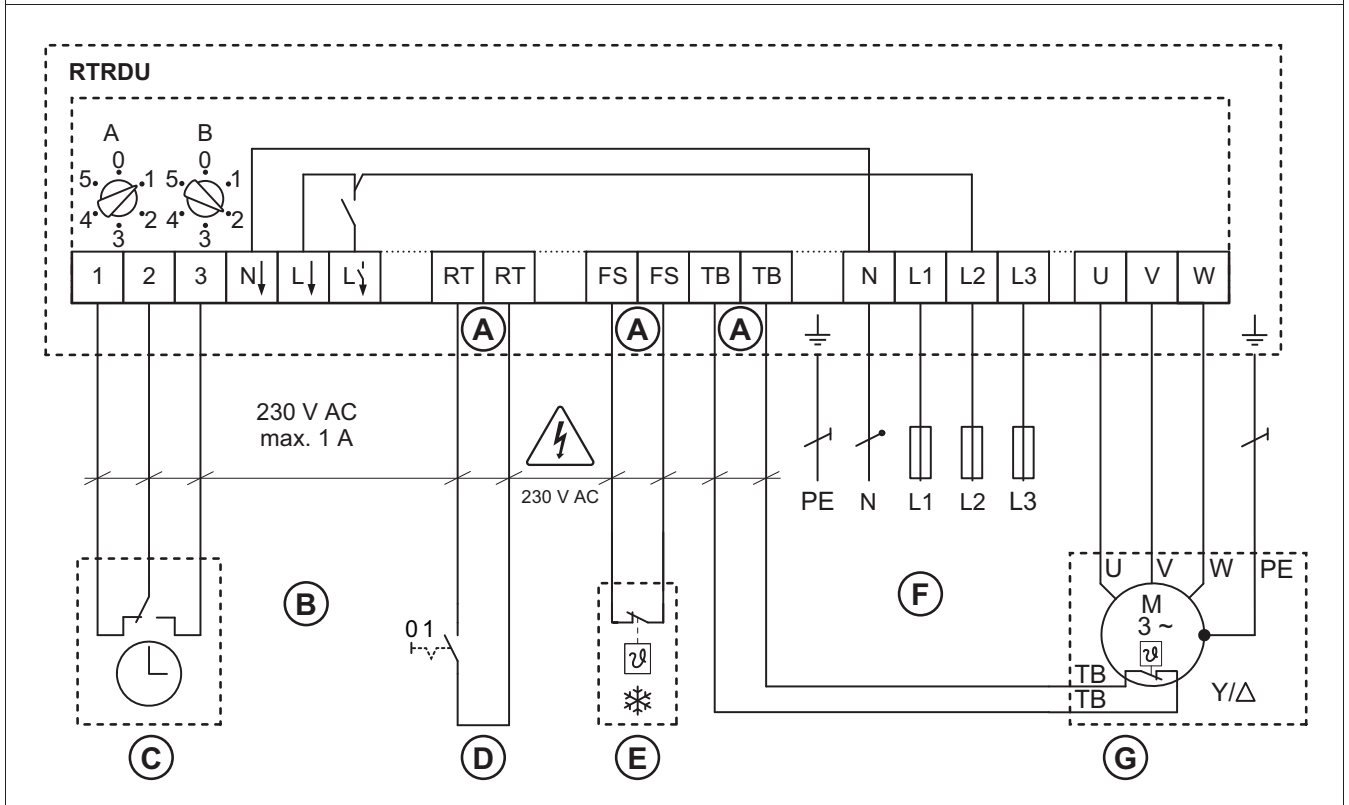 RTRDU
A B
0 0
5 1 5 1
4 2 4 2
3 3
1 2 3 N L L RT RT FS FS TB TB N L1 L2 L3 U V W
A A A
230 V AC
max. 1 A
230 V AC
PE N L1 L2 L3
U V W PE
B F
M
3 ~
0 1
ϑ ϑ
TB
TB
Y/△
C D E G